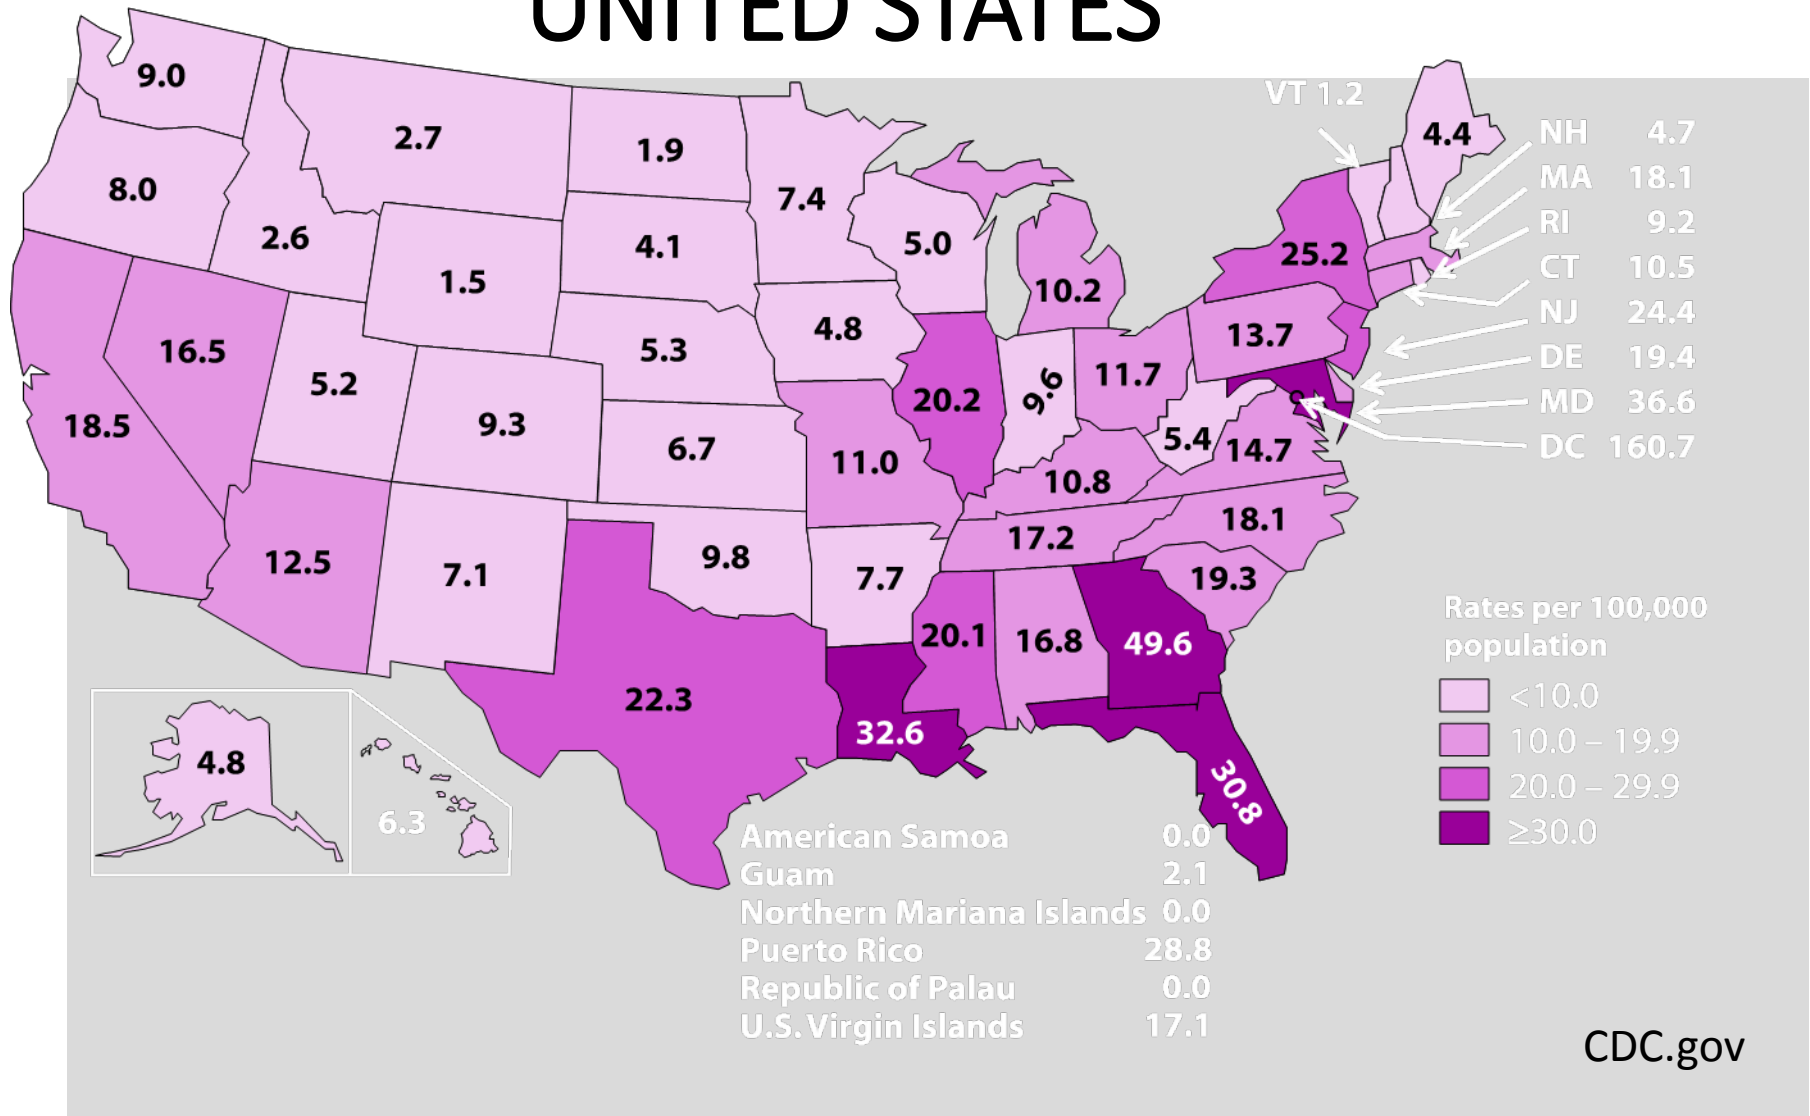 UNITED STATES
VT 1.2
9.0
2.7
1.9
7.4
4.4
NH 4.7
MA 18.1
RI 9.2
CT 10.5
NJ 24.4
DE 19.4
MD 36.6
DC 160.7
8.0
2.6
1.5
4.1
5.0
10.2
25.2
16.5
5.2
9.3
5.3
4.8
20.2
9.6
11.7
13.7
18.5
6.7
11.0
10.8
5.4
14.7
12.5
7.1
9.8
7.7
17.2
18.1
19.3
22.3
32.6
20.1
16.8
49.6
30.8
4.8
6.3
Rates per 100,000
population
<10.0
10.0 – 19.9
20.0 – 29.9
≥30.0
American Samoa 0.0
Guam 2.1
Northern Mariana Islands 0.0
Puerto Rico 28.8
Republic of Palau 0.0
U.S. Virgin Islands 17.1
CDC.gov